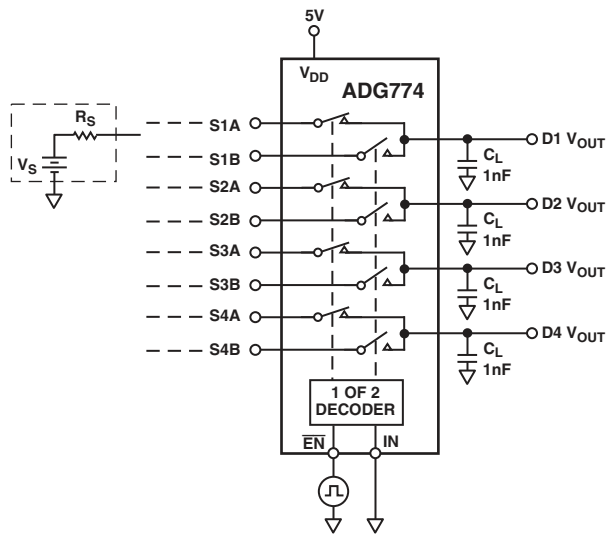 5V
VDD
ADG774
RS
VS
S1A
S1B
S2A
S2B
S3A
S3B
S4A
S4B
D1 VOUT
CL
1nF
D2 VOUT
CL
1nF
D3 VOUT
CL
1nF
D4 VOUT
CL
1nF
1 OF 2
DECODER
EN
IN